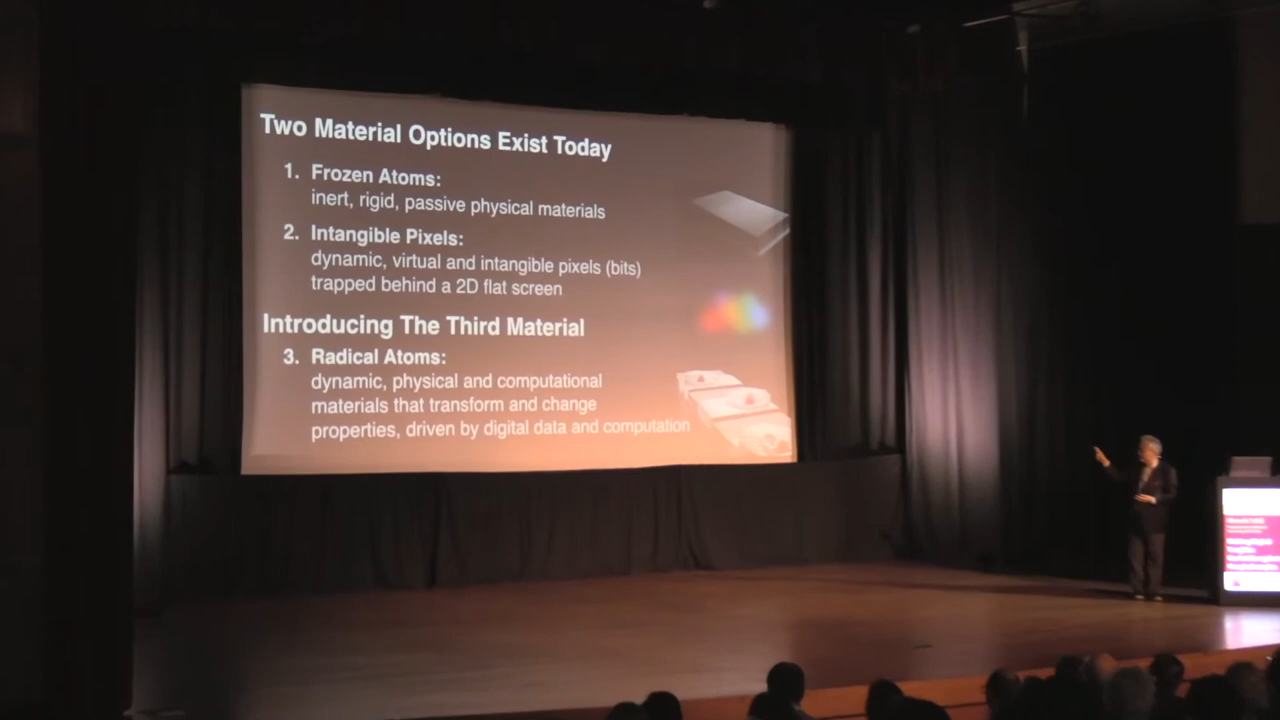 Two Material Options Exist Today
1. Frozen Atoms:
inert, rigid, passive physical materials
2. Intangible Pixels:
dynamic, virtual and intangible pixels (bits)
trapped behind a 2D flat screen
Introducing The Third Material
3. Radical Atoms:
dynamic, physical and computational
materials that transform and change
properties, driven by digital data and computation